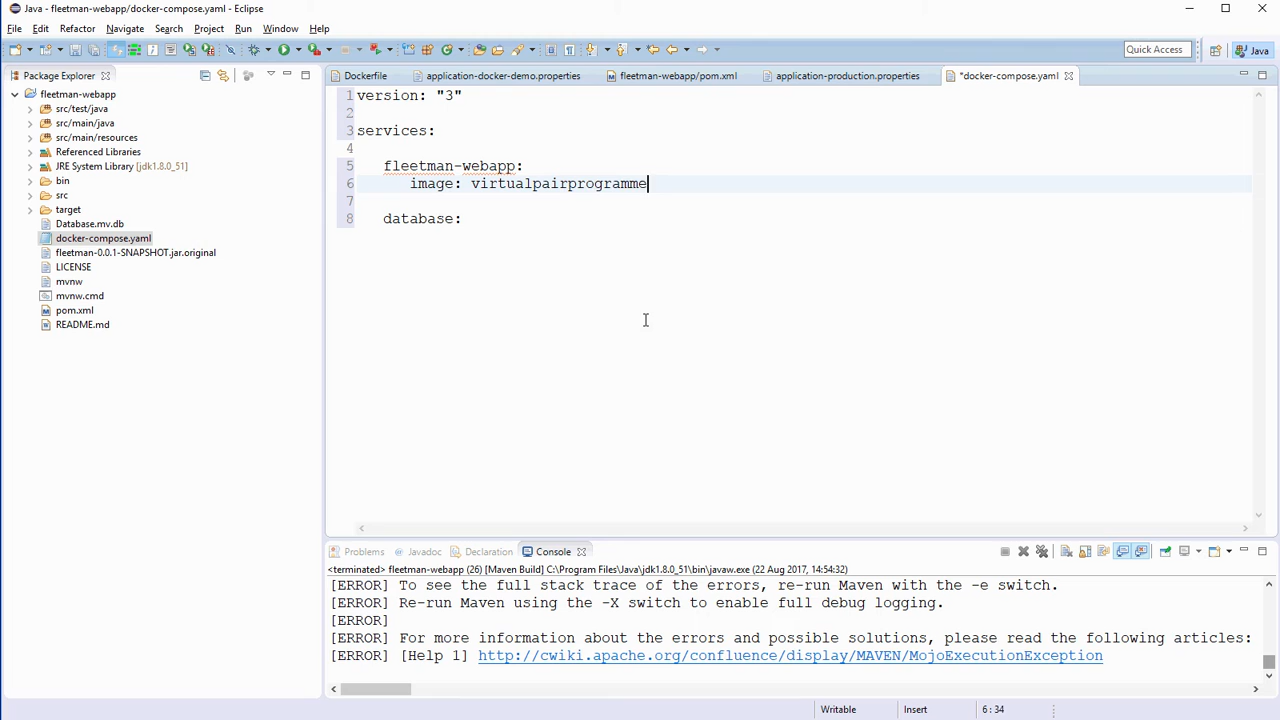 Java - fleetman-webapp/docker-compose.yaml - Eclipse
File Edit Refactor Navigate Search Project Run Window Help
Quick Access
Java
Package Explorer
Dockerfile
application-docker-demo.properties
fleetman-webapp/pom.xml
application-production.properties
*docker-compose.yaml
fleetman-webapp
src/test/java
src/main/java
src/main/resources
Referenced Libraries
JRE System Library [jdk1.8.0_51]
bin
src
target
Database.mv.db
docker-compose.yaml
fleetman-0.0.1-SNAPSHOT.jar.original
LICENSE
mvnw
mvnw.cmd
pom.xml
README.md
1 version: "3"
2
3 services:
4
5 fleetman-webapp:
6 image: virtualpairprogramme
7
8 database:
Problems Javadoc Declaration Console
<terminated> fleetman-webapp (26) [Maven Build] C:\Program Files\Java\jdk1.8.0_51\bin\javaw.exe (22 Aug 2017, 14:54:32)
[ERROR] To see the full stack trace of the errors, re-run Maven with the -e switch.
[ERROR] Re-run Maven using the -X switch to enable full debug logging.
[ERROR]
[ERROR] For more information about the errors and possible solutions, please read the following articles:
[ERROR] [Help 1] http://cwiki.apache.org/confluence/display/MAVEN/MojoExecutionException
Writable Insert 6 : 34